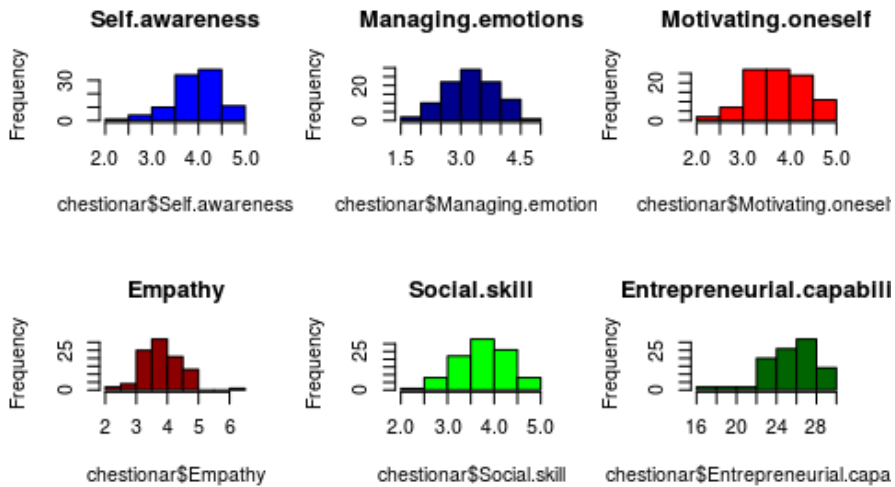 Self.awareness
Frequency
0 30
2.0 3.0 4.0 5.0
chestionar$Self.awareness
Managing.emotions
Frequency
0 20
1.5 3.0 4.5
chestionar$Managing.emotion
Motivating.oneself
Frequency
0 20
2.0 3.0 4.0 5.0
chestionar$Motivating.oneself
Empathy
Frequency
0 25
2 3 4 5 6
chestionar$Empathy
Social.skill
Frequency
0 25
2.0 3.0 4.0 5.0
chestionar$Social.skill
Entrepreneurial.capabili
Frequency
0 25
16 20 24 28
chestionar$Entrepreneurial.capa